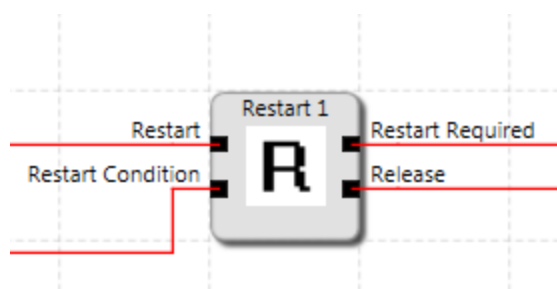 Restart 1
Restart
Restart Required
R
Restart Condition
Release